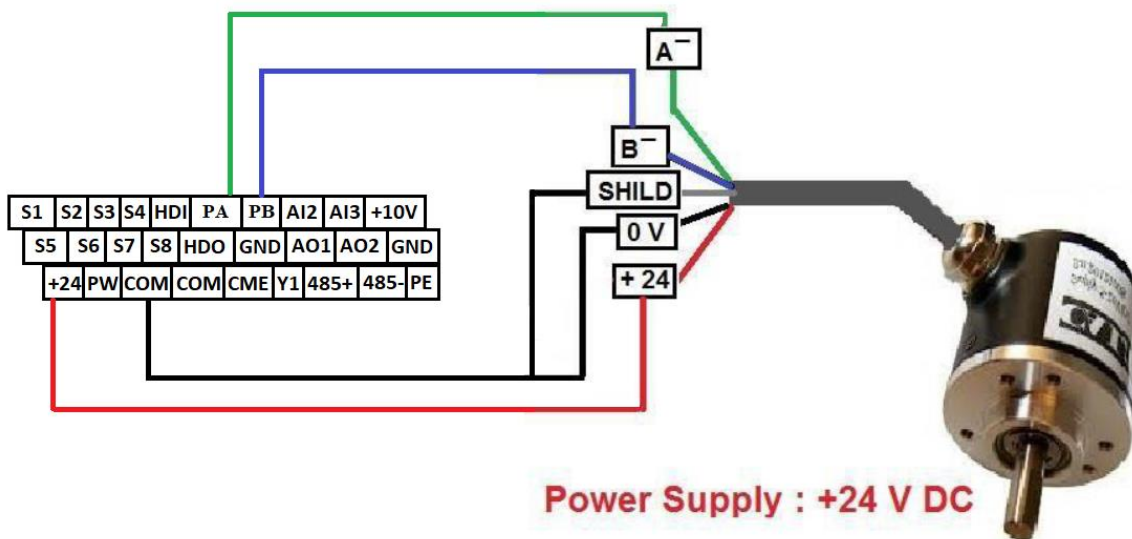 A−
B−
SHILD
0 V
+ 24
S1 S2 S3 S4 HDI PA PB AI2 AI3 +10V
S5 S6 S7 S8 HDO GND AO1 AO2 GND
+24 PW COM COM CME Y1 485+ 485- PE
Power Supply : +24 V DC